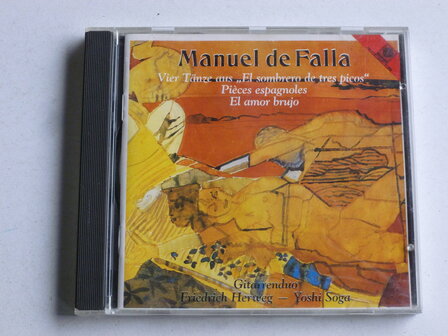 Manuel de Falla
Vier Tänze aus „El sombrero de tres picos“
Pièces espagnoles
El amor brujo
Gitarrenduo
Friedrich Herweg – Yoshi Soga